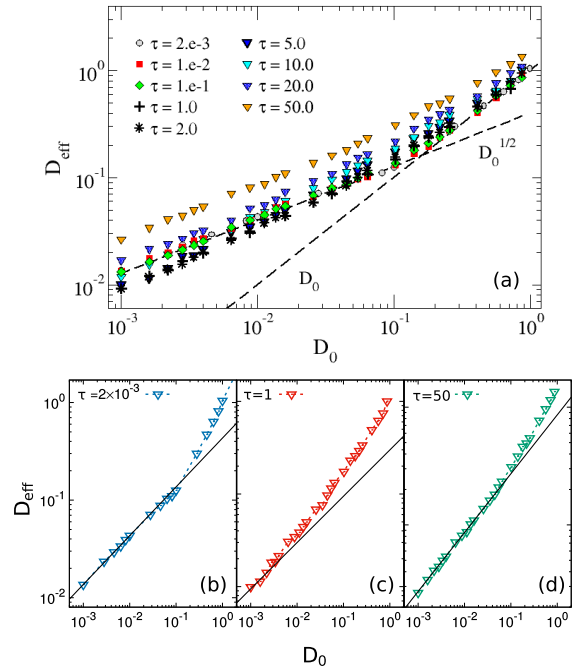 τ = 2.e-3
τ = 1.e-2
τ = 1.e-1
τ = 1.0
τ = 2.0
τ = 5.0
τ = 10.0
τ = 20.0
τ = 50.0
D_eff
10^0
10^-1
10^-2
D_0^1/2
D_0
(a)
10^-3 10^-2 10^-1 10^0
D_0
τ =2×10^-3
τ=1
τ=50
10^0
10^-1
10^-2
D_eff
(b)
(c)
(d)
10^-3 10^-2 10^-1 10^0
10^-3 10^-2 10^-1 10^0
10^-3 10^-2 10^-1 10^0
D_0